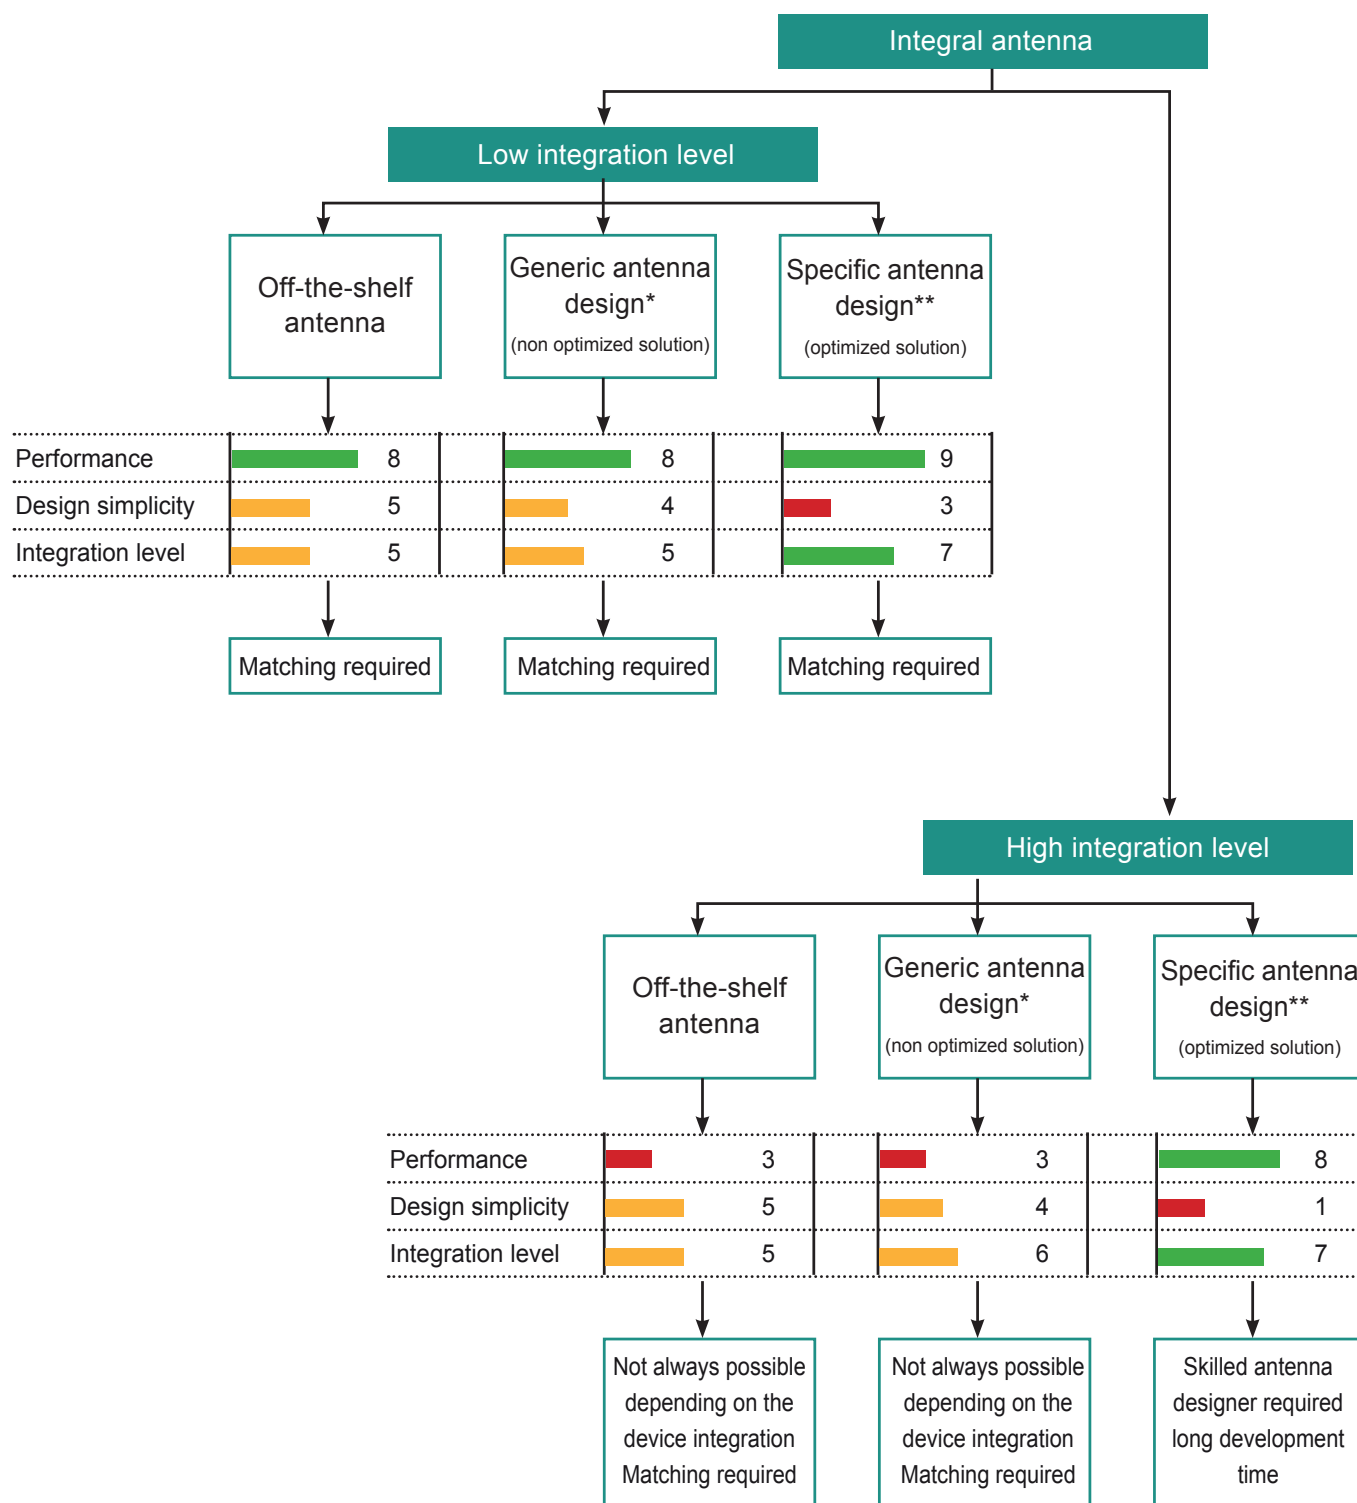 Integral antenna
Low integration level
Off-the-shelf
antenna
Generic antenna
design*
(non optimized solution)
Specific antenna
design**
(optimized solution)
Performance 8 8 9
Design simplicity 5 4 3
Integration level 5 5 7
Matching required
Matching required
Matching required
High integration level
Off-the-shelf
antenna
Generic antenna
design*
(non optimized solution)
Specific antenna
design**
(optimized solution)
Performance 3 3 8
Design simplicity 5 4 1
Integration level 5 6 7
Not always possible
depending on the
device integration
Matching required
Not always possible
depending on the
device integration
Matching required
Skilled antenna
designer required
long development
time